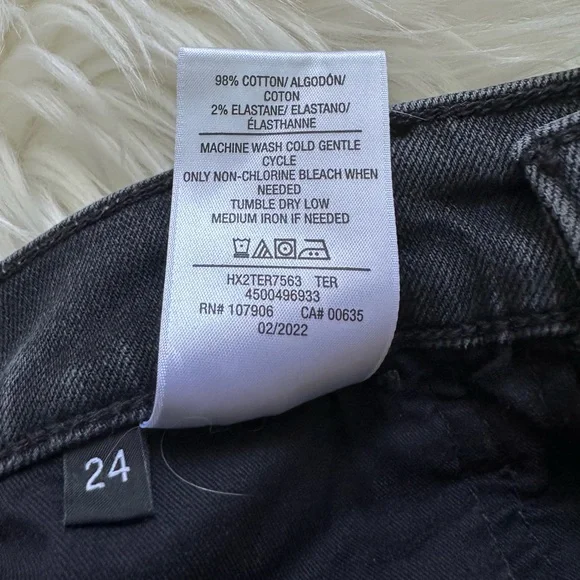 98% COTTON/ ALGODÓN/
COTON
2% ELASTANE/ ELASTANO/
ÉLASTHANNE
MACHINE WASH COLD GENTLE
CYCLE
ONLY NON-CHLORINE BLEACH WHEN
NEEDED
TUMBLE DRY LOW
MEDIUM IRON IF NEEDED
HX2TER7563 TER
4500496933
RN# 107906 CA# 00635
02/2022
24